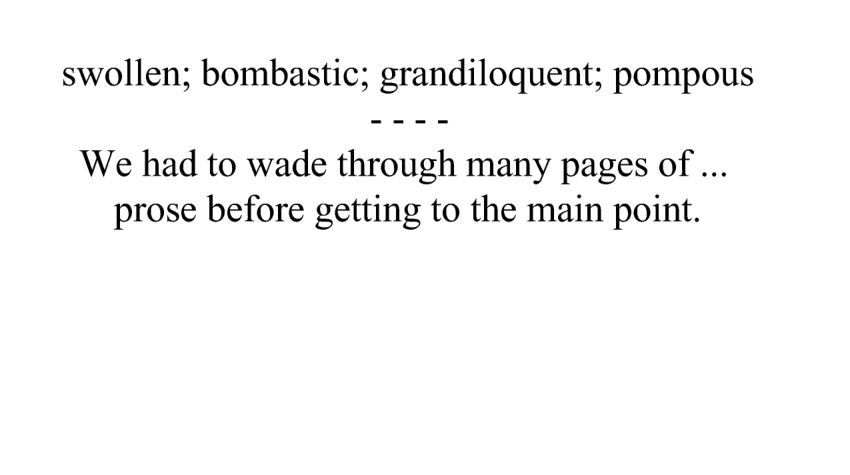 swollen; bombastic; grandiloquent; pompous
- - - -
We had to wade through many pages of ...
prose before getting to the main point.